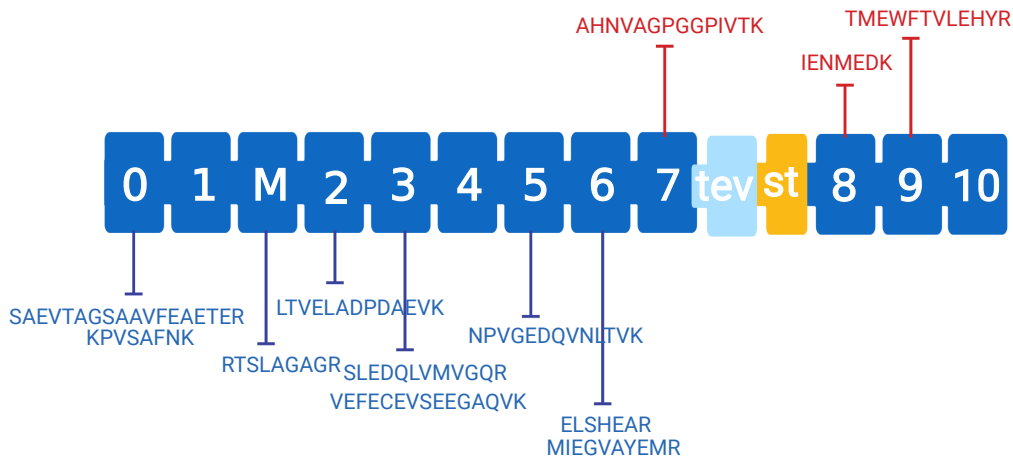 TMEWFTVLEHYR
AHNVAGPGGPIVTK
IENMEDK
0 1 M 2 3 4 5 6 7 tev st 8 9 10
SAEVTAGSAAVFEAETER
KPVSAFNK
LTVELADPDAEVK
NPVGEDQVNLTVK
RTSLAGAGR
SLEDQLVMVGQR
VEFECEVSEEGAQVK
ELSHEAR
MIEGVAYEMR